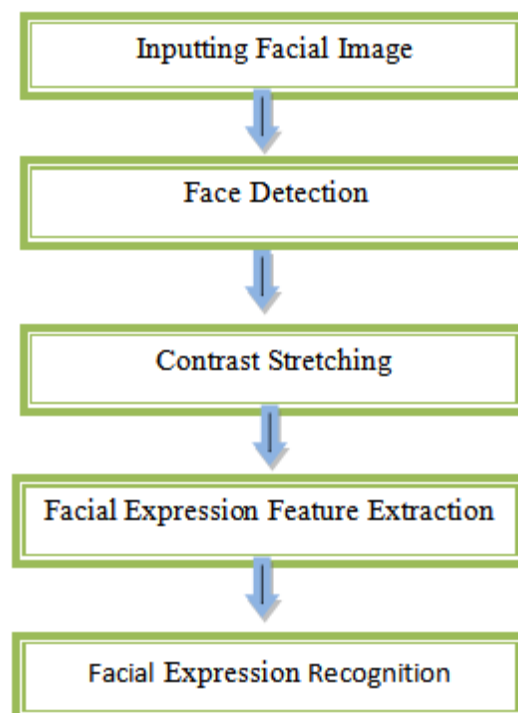 Inputting Facial Image
Face Detection
Contrast Stretching
Facial Expression Feature Extraction
Facial Expression Recognition